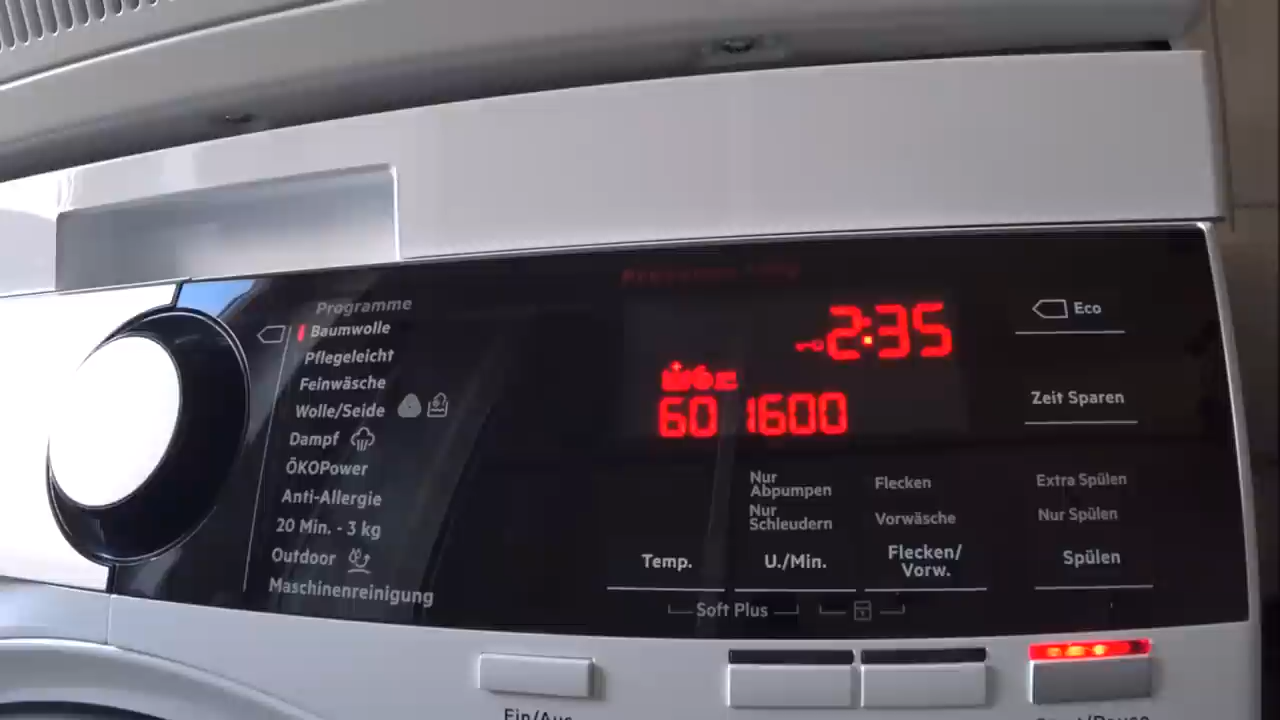 Programme
Baumwolle
Pflegeleicht
Feinwäsche
Wolle/Seide
Dampf
ÖKOPower
Anti-Allergie
20 Min. - 3 kg
Outdoor
Maschinenreinigung
2:35
60 1600
Eco
Zeit Sparen
Nur
Abpumpen
Nur
Schleudern
U./Min.
Temp.
Flecken
Vorwäsche
Flecken/
Vorw.
Extra Spülen
Nur Spülen
Spülen
Soft Plus
Ein/Aus
Start/Pause